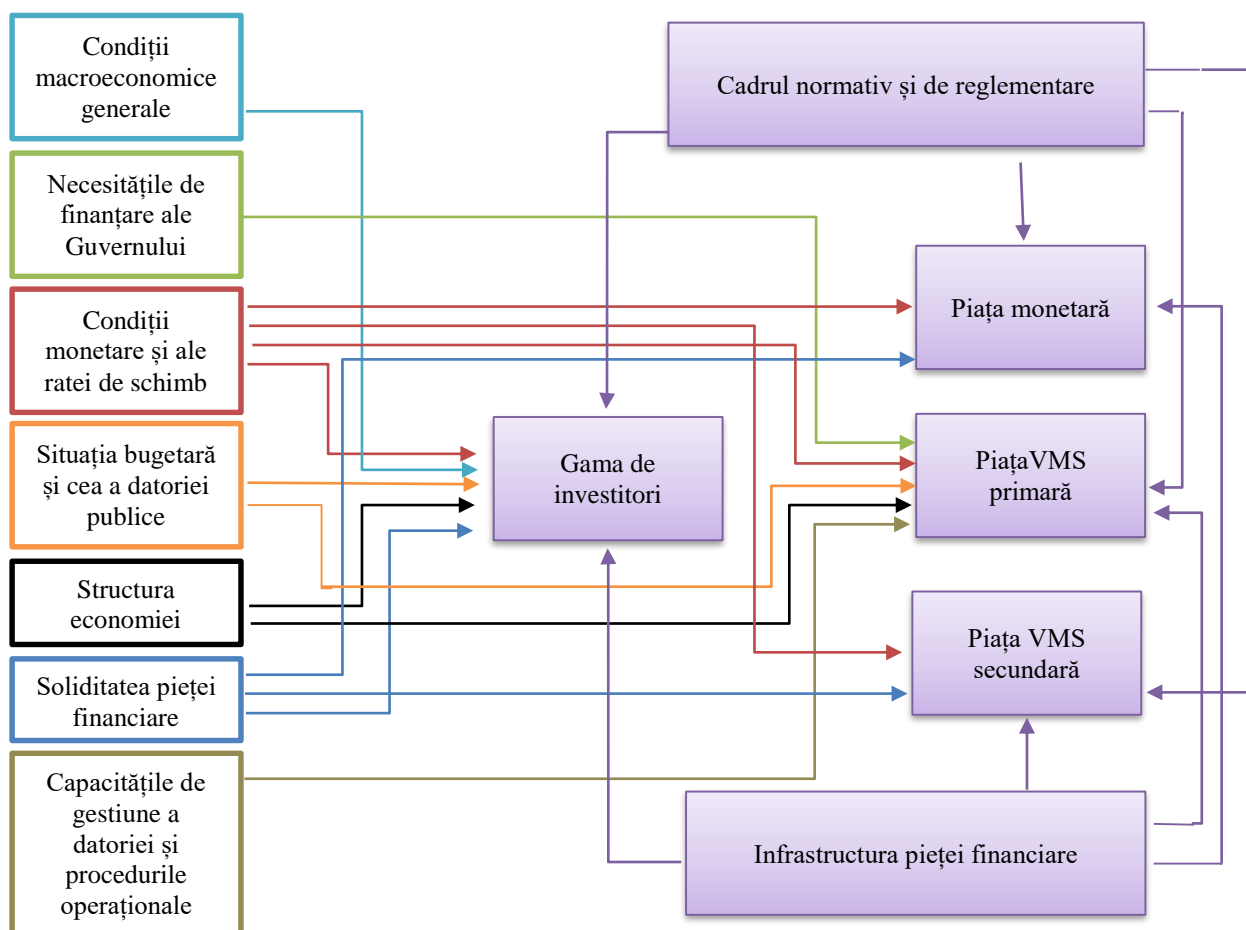 Condiții
macroeconomice
generale
Necesitățile de
finanțare ale
Guvernului
Condiții
monetare și ale
ratei de schimb
Situația bugetară
și cea a datoriei
publice
Structura
economiei
Soliditatea pieței
financiare
Capacitățile de
gestiune a
datoriei și
procedurile
operaționale
Gama de
investitori
Cadrul normativ și de reglementare
Piața monetară
PiațaVMS
primară
Piața VMS
secundară
Infrastructura pieței financiare